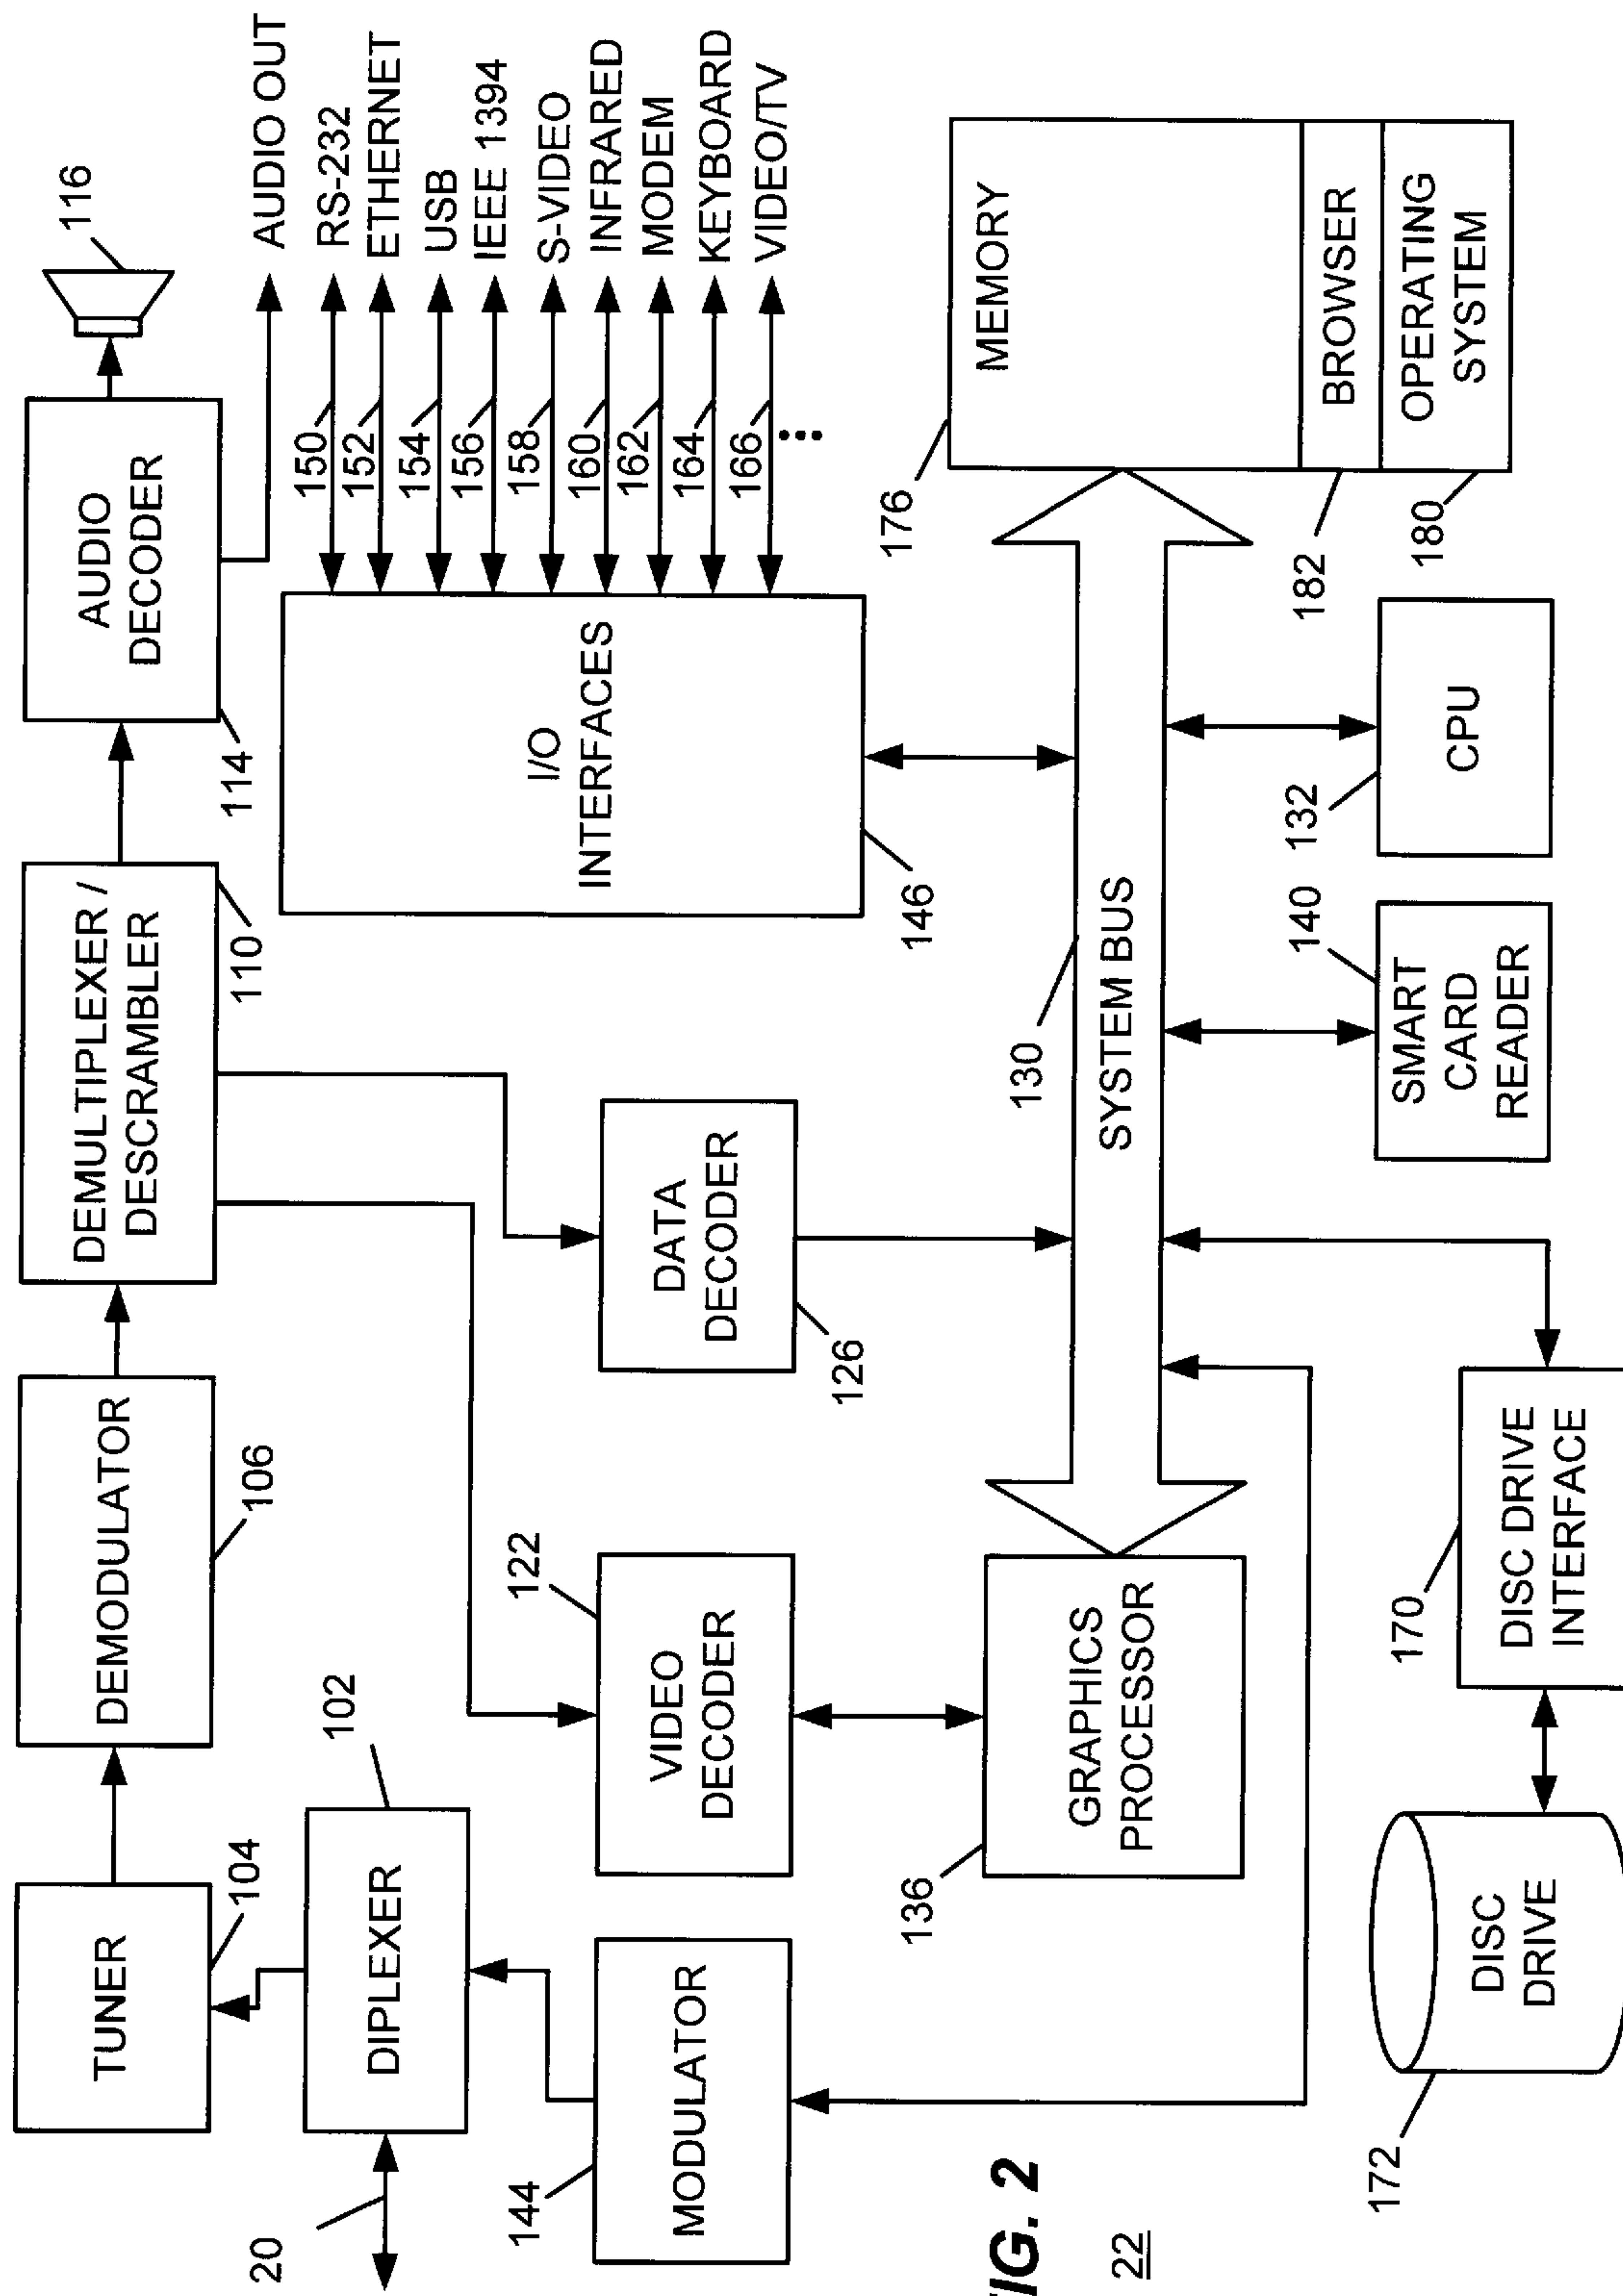 TUNER
104
DEMODULATOR
106
DEMULTIPLEXER /
DESCRAMBLER
110
AUDIO
DECODER
114
116
AUDIO OUT
20
DIPLEXER
102
MODULATOR
144
VIDEO
DECODER
122
DATA
DECODER
126
I/O
INTERFACES
146
150
RS-232
152
ETHERNET
154
USB
156
IEEE 1394
158
S-VIDEO
160
INFRARED
162
MODEM
164
KEYBOARD
166
VIDEO/TV
GRAPHICS
PROCESSOR
136
130
SYSTEM BUS
176
MEMORY
BROWSER
182
OPERATING
SYSTEM
180
172
DISC
DRIVE
170
DISC DRIVE
INTERFACE
140
SMART
CARD
READER
132
CPU
IG. 2
22